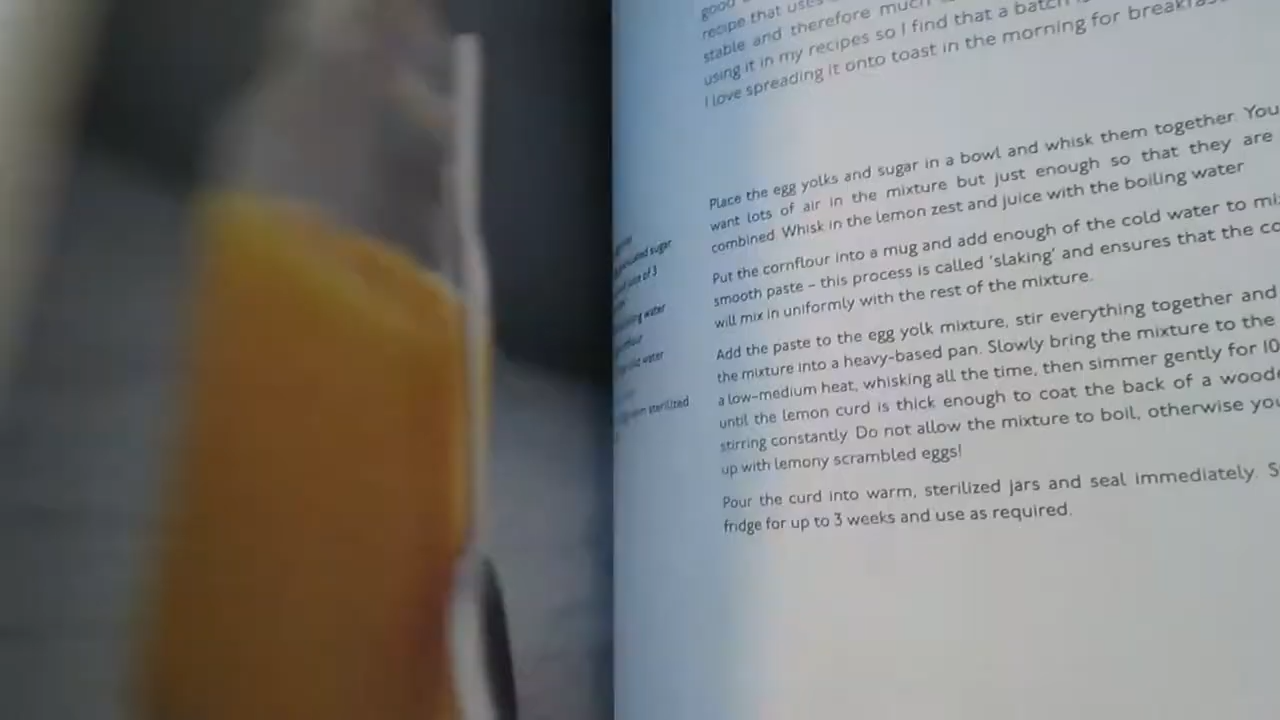 good
recipe that uses
stable and therefore much
using it in my recipes so I find that a batch
I love spreading it onto toast in the morning for breakfast
sugar
of 3
water
water
sterilized
Place the egg yolks and sugar in a bowl and whisk them together. You
want lots of air in the mixture but just enough so that they are
combined. Whisk in the lemon zest and juice with the boiling water
Put the cornflour into a mug and add enough of the cold water to
smooth paste – this process is called 'slaking' and ensures that the
will mix in uniformly with the rest of the mixture.
Add the paste to the egg yolk mixture, stir everything together and
the mixture into a heavy-based pan. Slowly bring the mixture to the
a low-medium heat, whisking all the time, then simmer gently for 10
until the lemon curd is thick enough to coat the back of a
stirring constantly. Do not allow the mixture to boil, otherwise
up with lemony scrambled eggs!
Pour the curd into warm, sterilized jars and seal immediately.
fridge for up to 3 weeks and use as required.